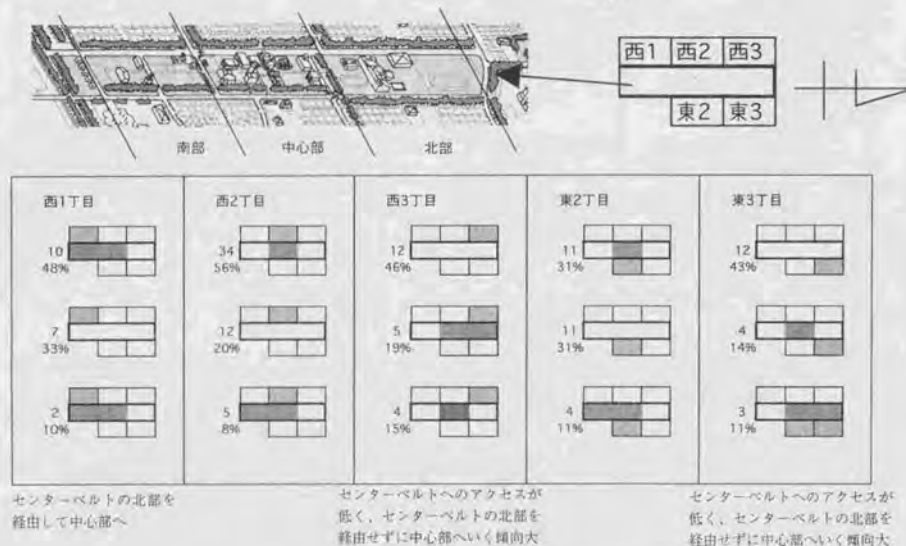 南部 中心部 北部
西1 西2 西3
東2 東3
西1丁目
10
48%
7
33%
2
10%
西2丁目
34
56%
12
20%
5
8%
西3丁目
12
46%
5
19%
4
15%
東2丁目
11
31%
11
31%
4
11%
東3丁目
12
43%
4
14%
3
11%
センターベルトの北部を
経由して中心部へ
センターベルトへのアクセスが
低く、センターベルトの北部を
経由せずに中心部へいく傾向大
センターベルトへのアクセスが
低く、センターベルトの北部を
経由せずに中心部へいく傾向大